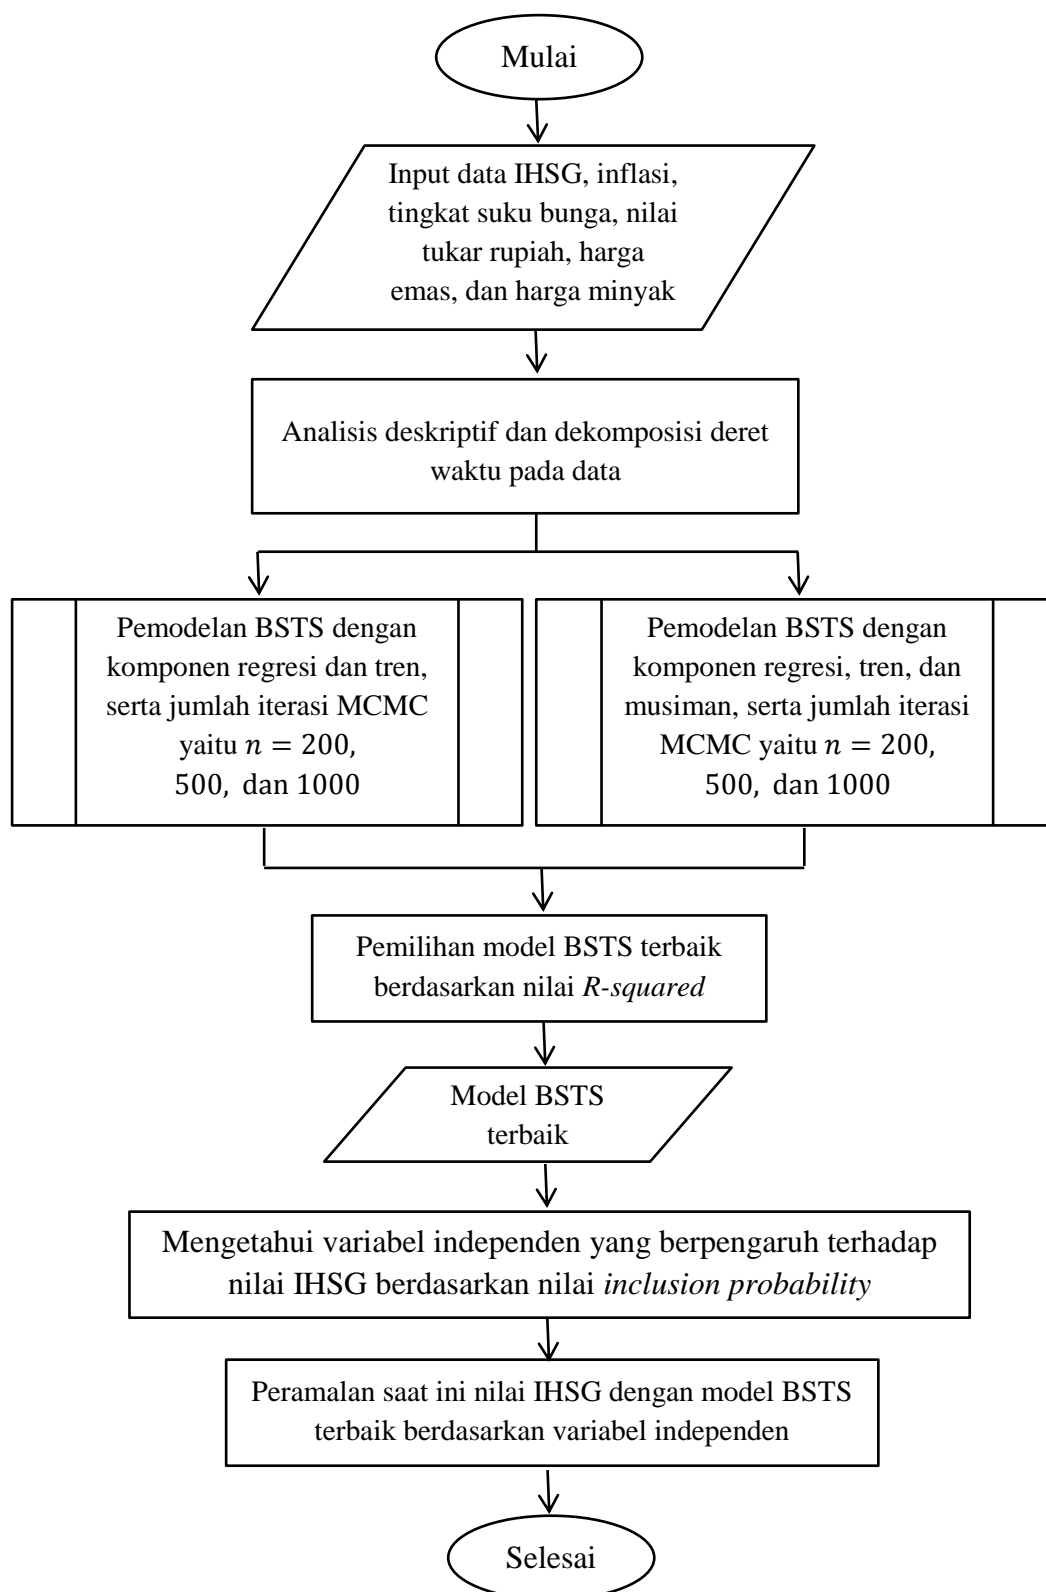 Mulai
Input data IHSG, inflasi,
tingkat suku bunga, nilai
tukar rupiah, harga
emas, dan harga minyak
Analisis deskriptif dan dekomposisi deret
waktu pada data
Pemodelan BSTS dengan
komponen regresi dan tren,
serta jumlah iterasi MCMC
yaitu n = 200,
500, dan 1000
Pemodelan BSTS dengan
komponen regresi, tren, dan
musiman, serta jumlah iterasi
MCMC yaitu n = 200,
500, dan 1000
Pemilihan model BSTS terbaik
berdasarkan nilai R-squared
Model BSTS
terbaik
Mengetahui variabel independen yang berpengaruh terhadap
nilai IHSG berdasarkan nilai inclusion probability
Peramalan saat ini nilai IHSG dengan model BSTS
terbaik berdasarkan variabel independen
Selesai